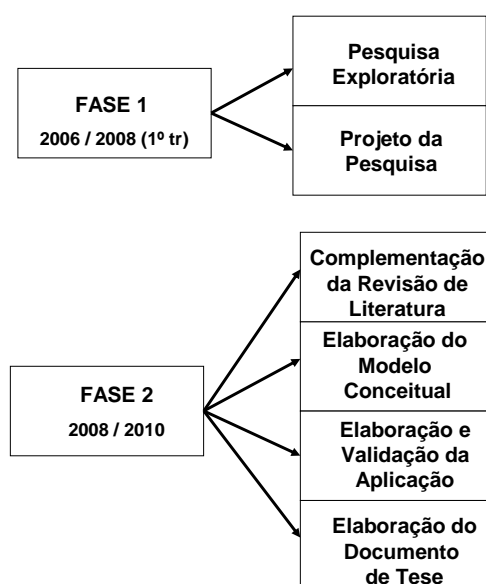 FASE 1
2006 / 2008 (1º tr)
Pesquisa
Exploratória
Projeto da
Pesquisa
FASE 2
2008 / 2010
Complementação
da Revisão de
Literatura
Elaboração do
Modelo
Conceitual
Elaboração e
Validação da
Aplicação
Elaboração do
Documento
de Tese